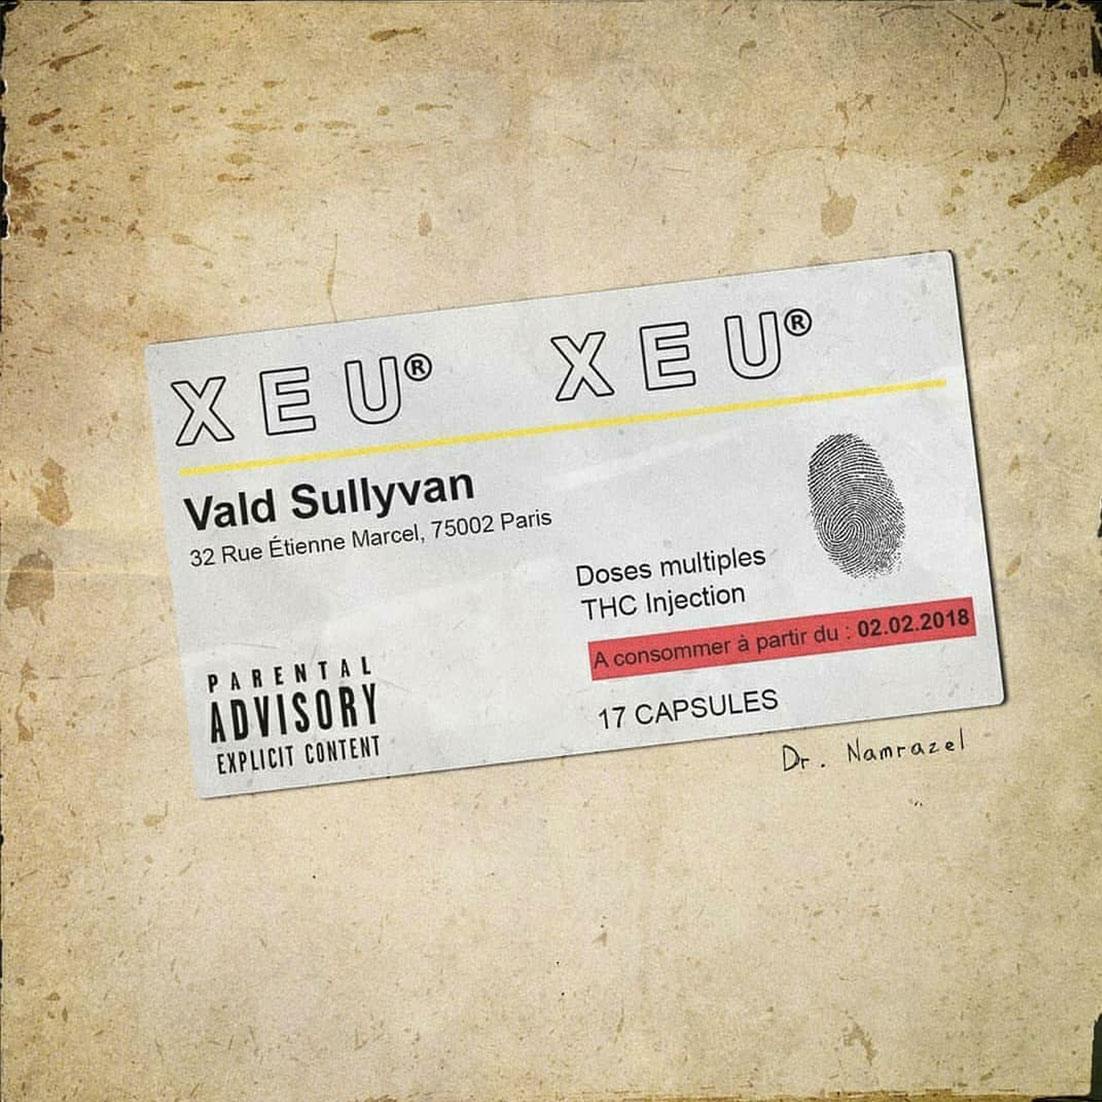 XEU® XEU®
Vald Sullyvan
32 Rue Étienne Marcel, 75002 Paris
Doses multiples
THC Injection
A consommer à partir du : 02.02.2018
17 CAPSULES
PARENTAL
ADVISORY
EXPLICIT CONTENT
Dr. Namrazel